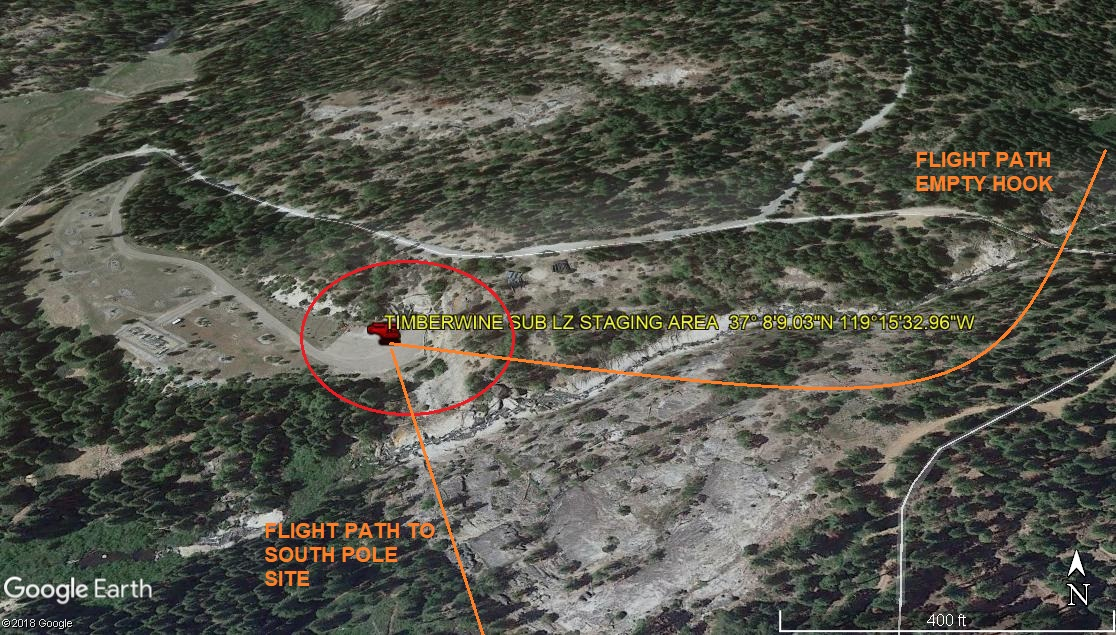 FLIGHT PATH
EMPTY HOOK
TIMBERWINE SUB LZ STAGING AREA 37° 8'9.03"N 119°15'32.96"W
FLIGHT PATH TO
SOUTH POLE
SITE
Google Earth
©2018 Google
N
400 ft